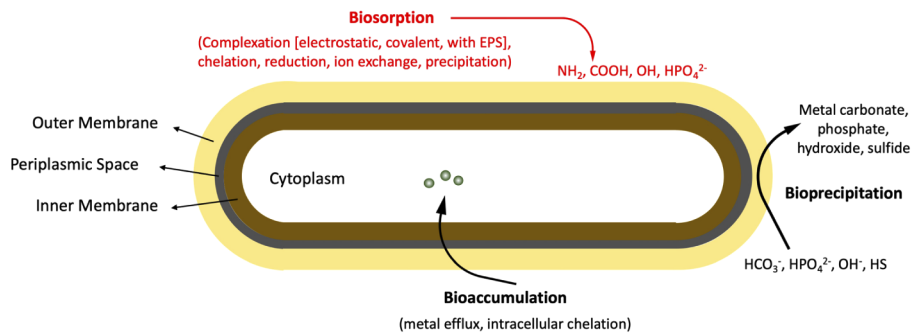 Biosorption
(Complexation [electrostatic, covalent, with EPS],
chelation, reduction, ion exchange, precipitation)
NH₂, COOH, OH, HPO₄²⁻
Outer Membrane
Periplasmic Space
Inner Membrane
Cytoplasm
Metal carbonate,
phosphate,
hydroxide, sulfide
Bioprecipitation
HCO₃⁻, HPO₄²⁻, OH⁻, HS
Bioaccumulation
(metal efflux, intracellular chelation)